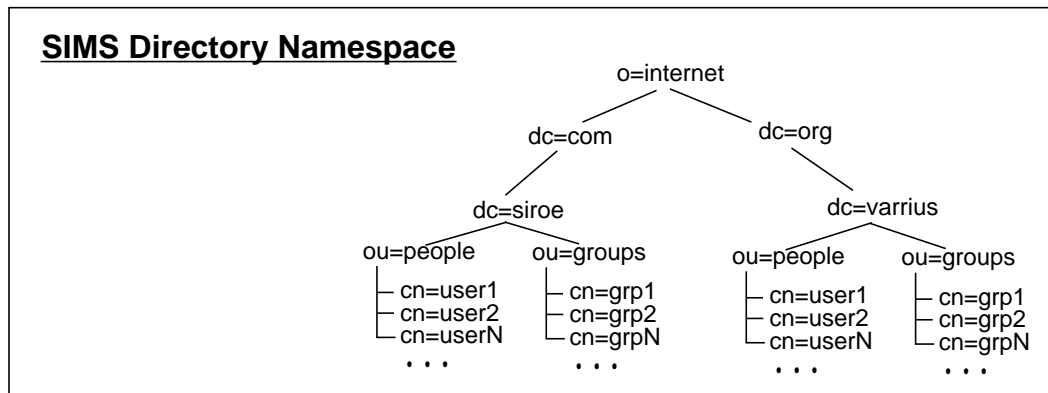 SIMS Directory Namespace
o=internet
dc=com
dc=org
dc=siroe
dc=varrius
ou=people
ou=groups
ou=people
ou=groups
cn=user1
cn=user2
cn=userN
. . .
cn=grp1
cn=grp2
cn=grpN
. . .
cn=user1
cn=user2
cn=userN
. . .
cn=grp1
cn=grp2
cn=grpN
. . .